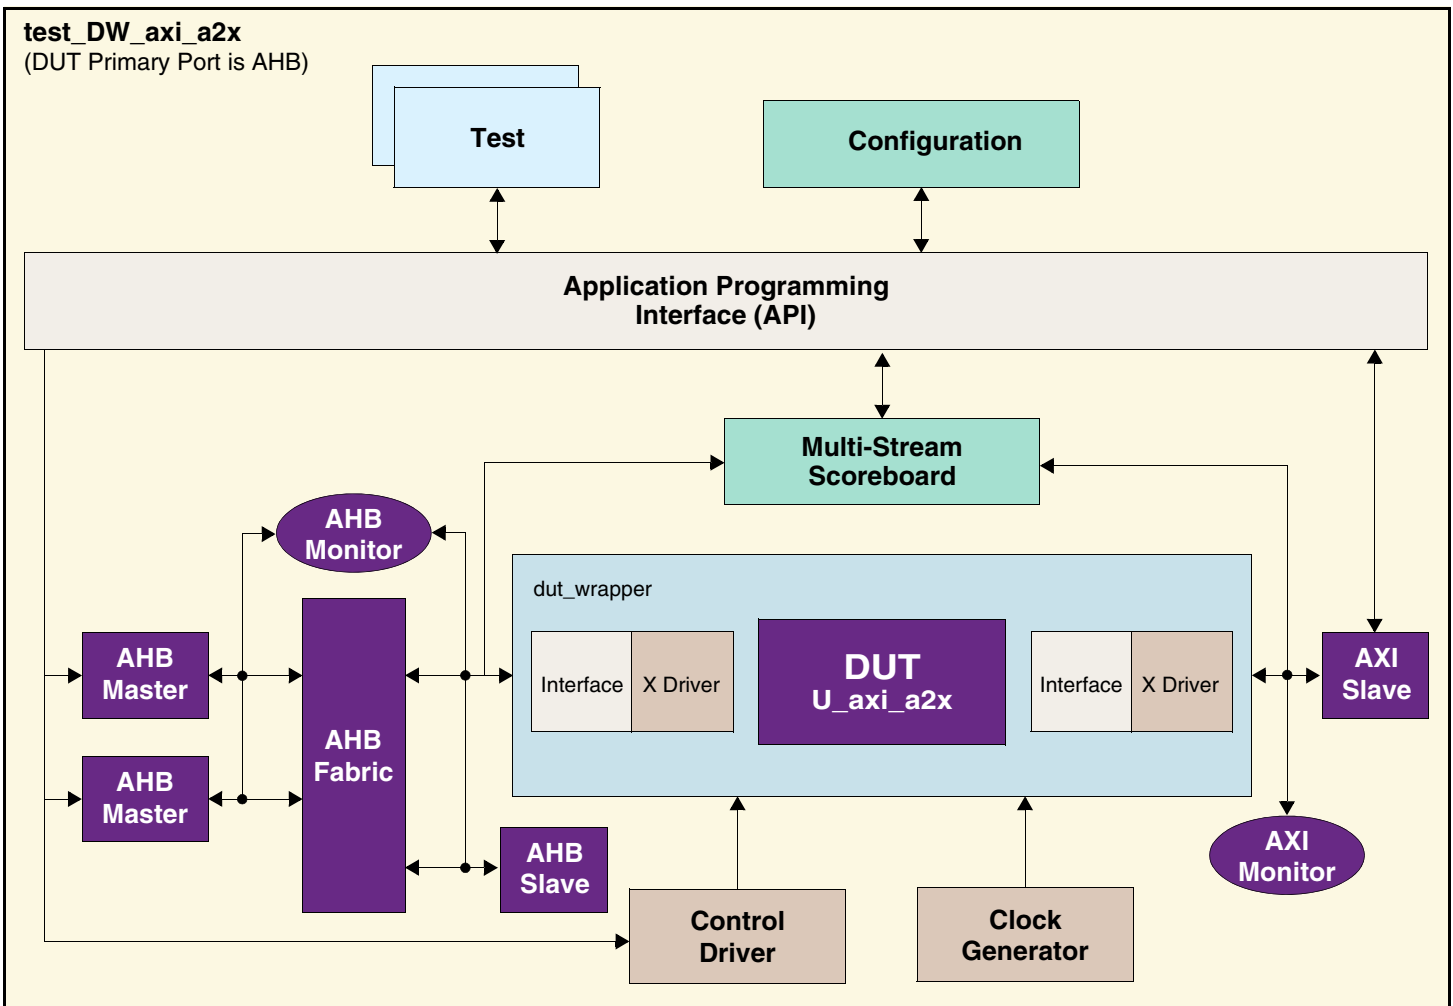 test_DW_axi_a2x
(DUT Primary Port is AHB)
Test
Configuration
Application Programming
Interface (API)
Multi-Stream
Scoreboard
AHB
Monitor
dut_wrapper
AHB
Master
Interface
X Driver
DUT
U_axi_a2x
Interface
X Driver
AXI
Slave
AHB
Fabric
AHB
Master
AHB
Slave
AXI
Monitor
Control
Driver
Clock
Generator